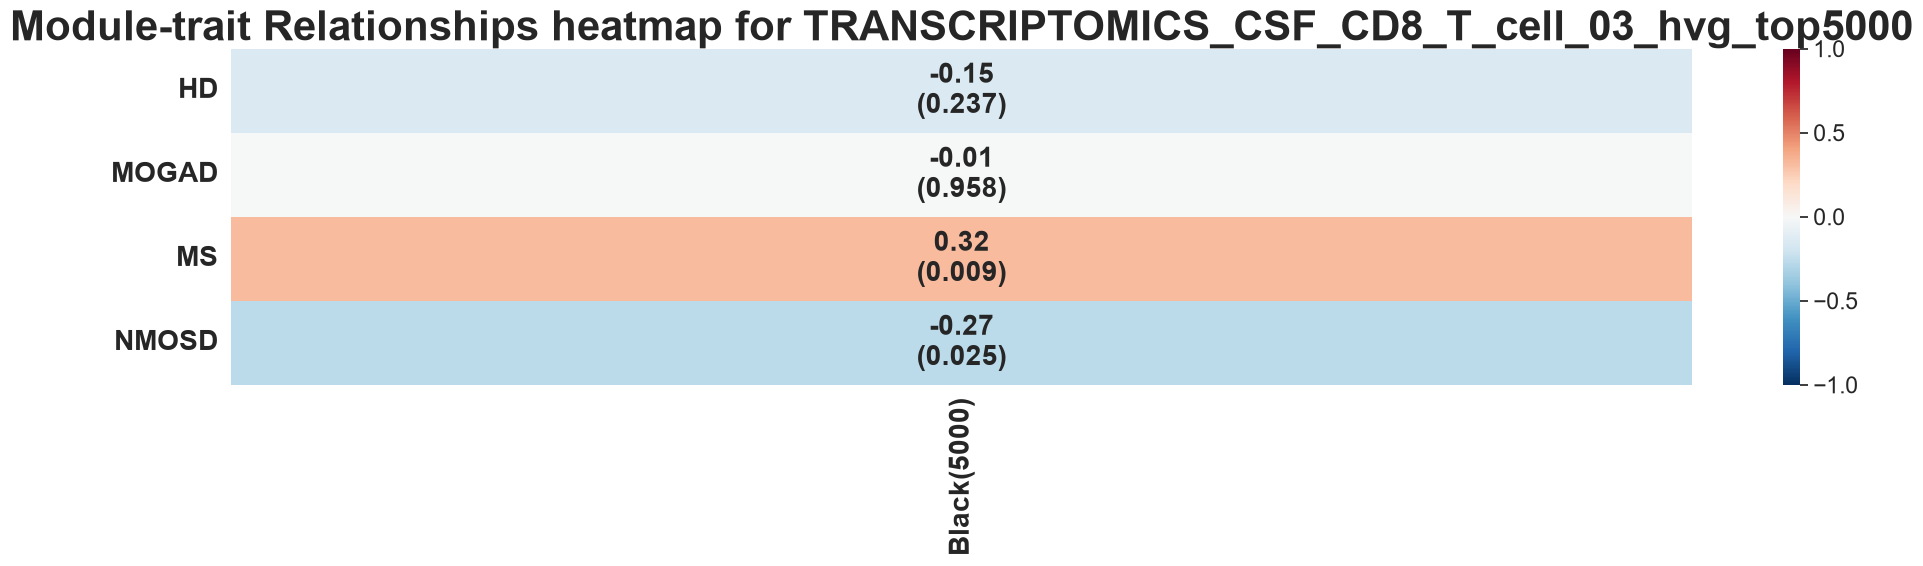 Module-trait Relationships heatmap for TRANSCRIPTOMICS_CSF_CD8_T_cell_03_hvg_top5000
HD
-0.15
(0.237)
MOGAD
-0.01
(0.958)
MS
0.32
(0.009)
NMOSD
-0.27
(0.025)
Black(5000)
1.0
0.5
0.0
−0.5
−1.0